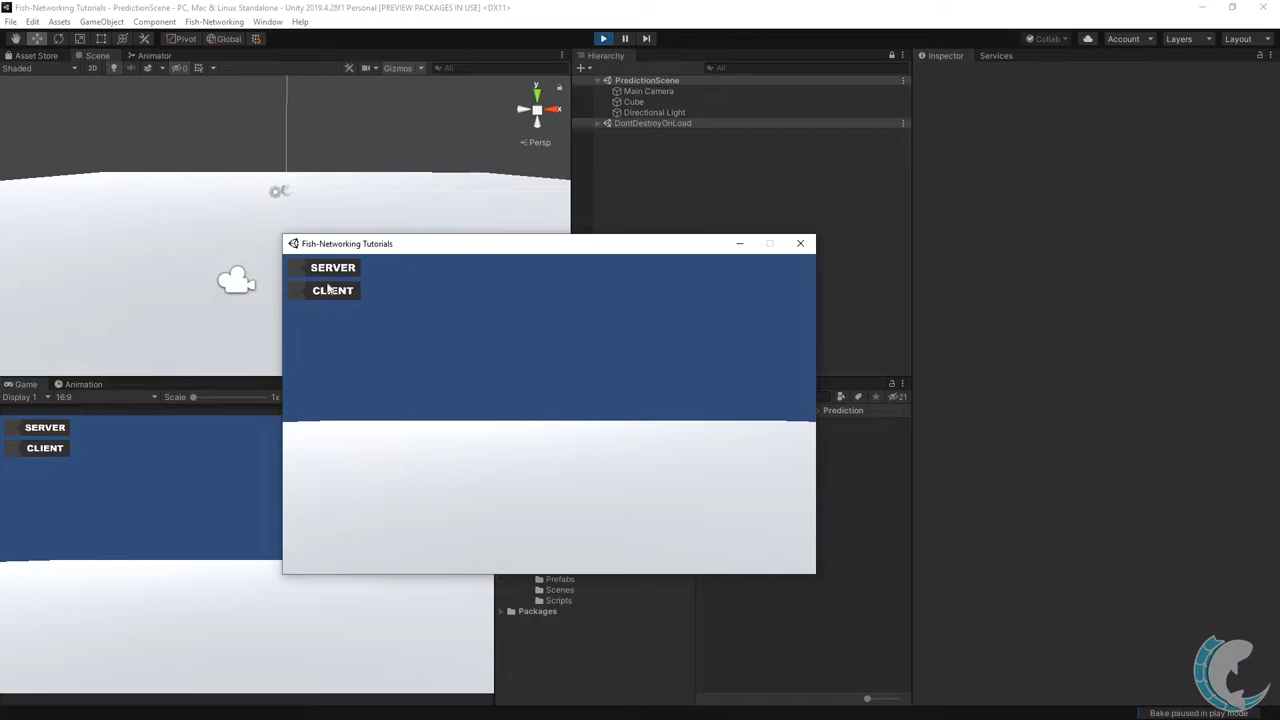 Fish-Networking Tutorials - PredictionScene - PC, Mac & Linux Standalone - Unity 2019.4.28f1 Personal [PREVIEW PACKAGES IN USE] <DX11>
File Edit Assets GameObject Component Fish-Networking Window Help
Pivot Global Collab Account Layers Layout
Asset Store Scene Animator Hierarchy Inspector Services
Shaded 2D 0 Gizmos All All
PredictionScene
Main Camera
Cube
Directional Light
DontDestroyOnLoad
y
x
Persp
Fish-Networking Tutorials
SERVER
CLIENT
Game Animation
Display 1 16:9 Scale 1x 21
Prediction
SERVER
CLIENT
Prefabs
Scenes
Scripts
Packages
Bake paused in play mode